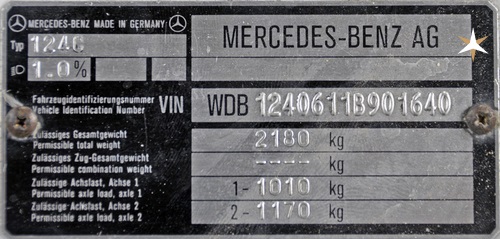 MERCEDES-BENZ MADE IN GERMANY
Typ 124C
1.0%
MERCEDES-BENZ AG
Fahrzeugidentifizierungsnummer
Vehicle Identification Number
VIN WDB 1240611B901640
Zulässiges Gesamtgewicht
Permissible total weight
2180 kg
Zulässiges Zug-Gesamtgewicht
Permissible combination weight
---- kg
Zulässige Achslast, Achse 1
Permissible axle load, axle 1
1-1010 kg
Zulässige Achslast, Achse 2
Permissible axle load, axle 2
2-1170 kg